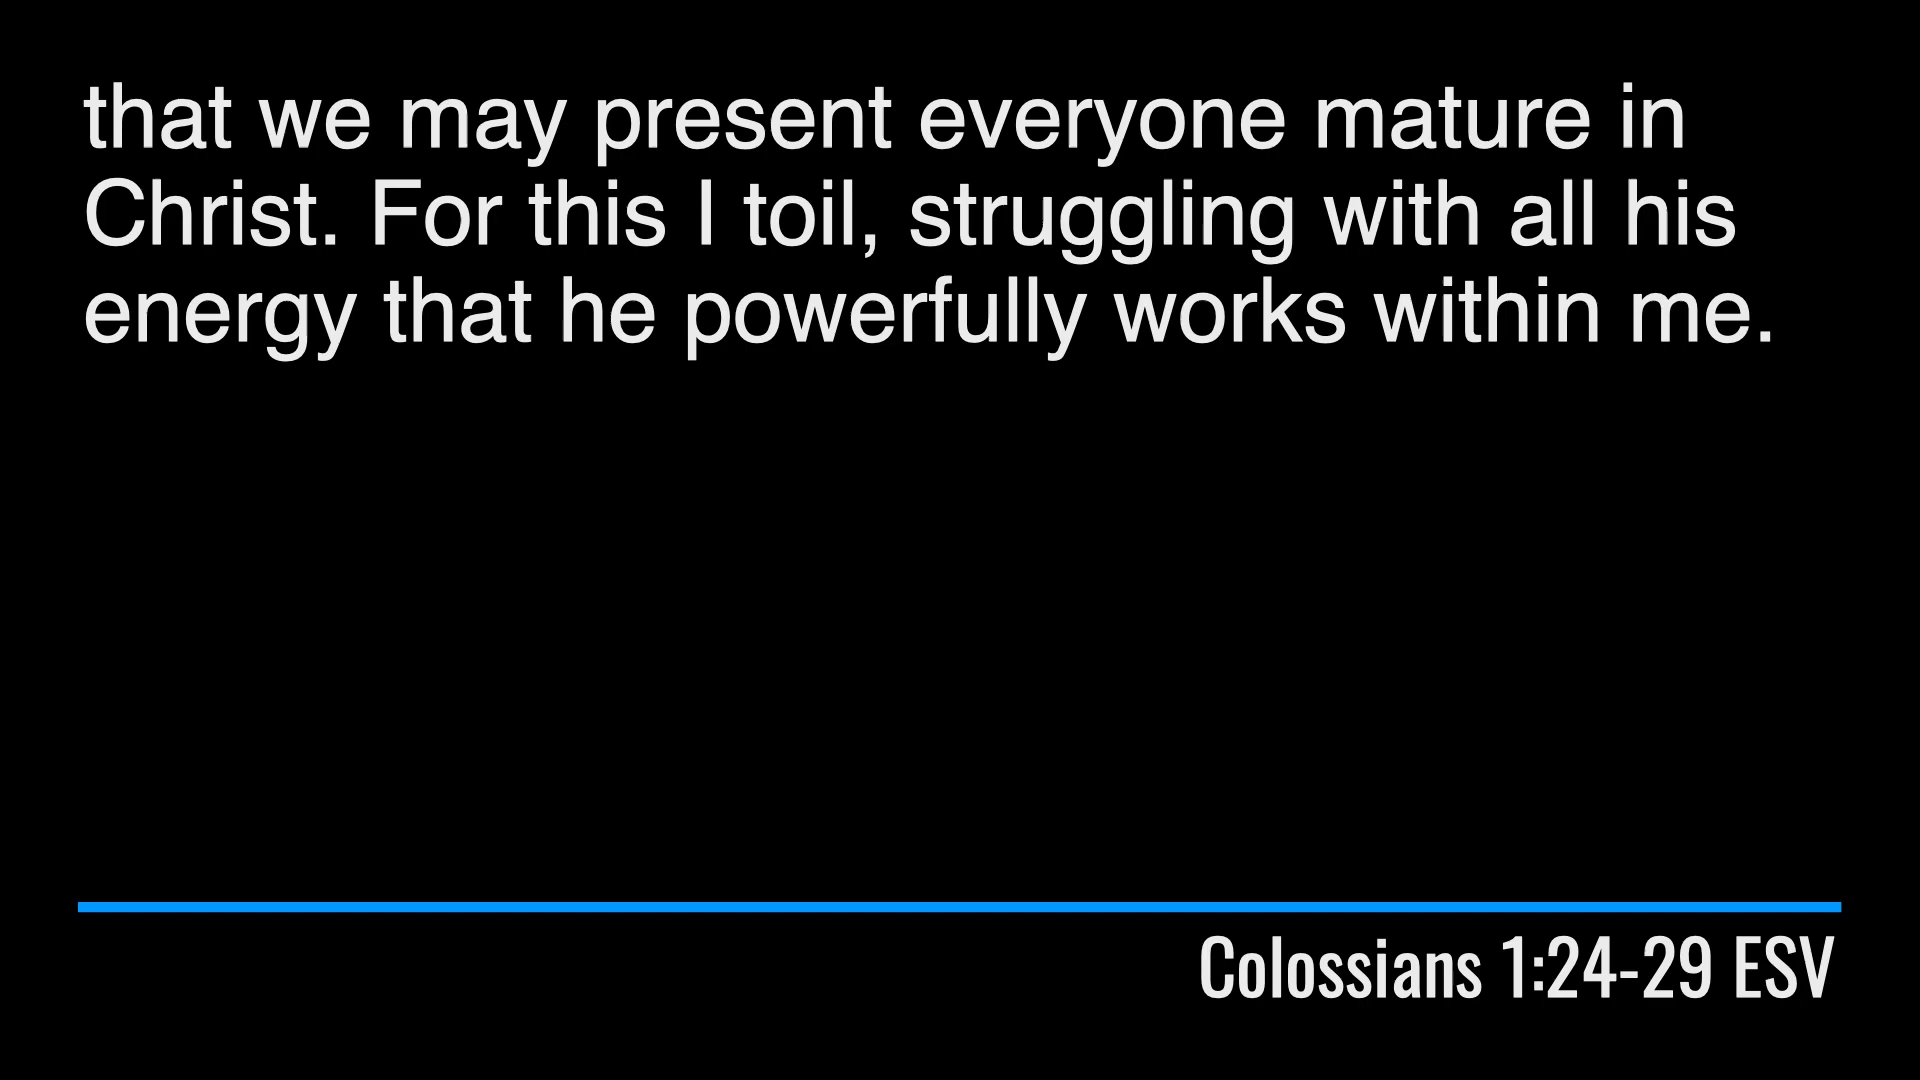 that we may present everyone mature in
Christ. For this I toil, struggling with all his
energy that he powerfully works within me.
Colossians 1:24-29 ESV